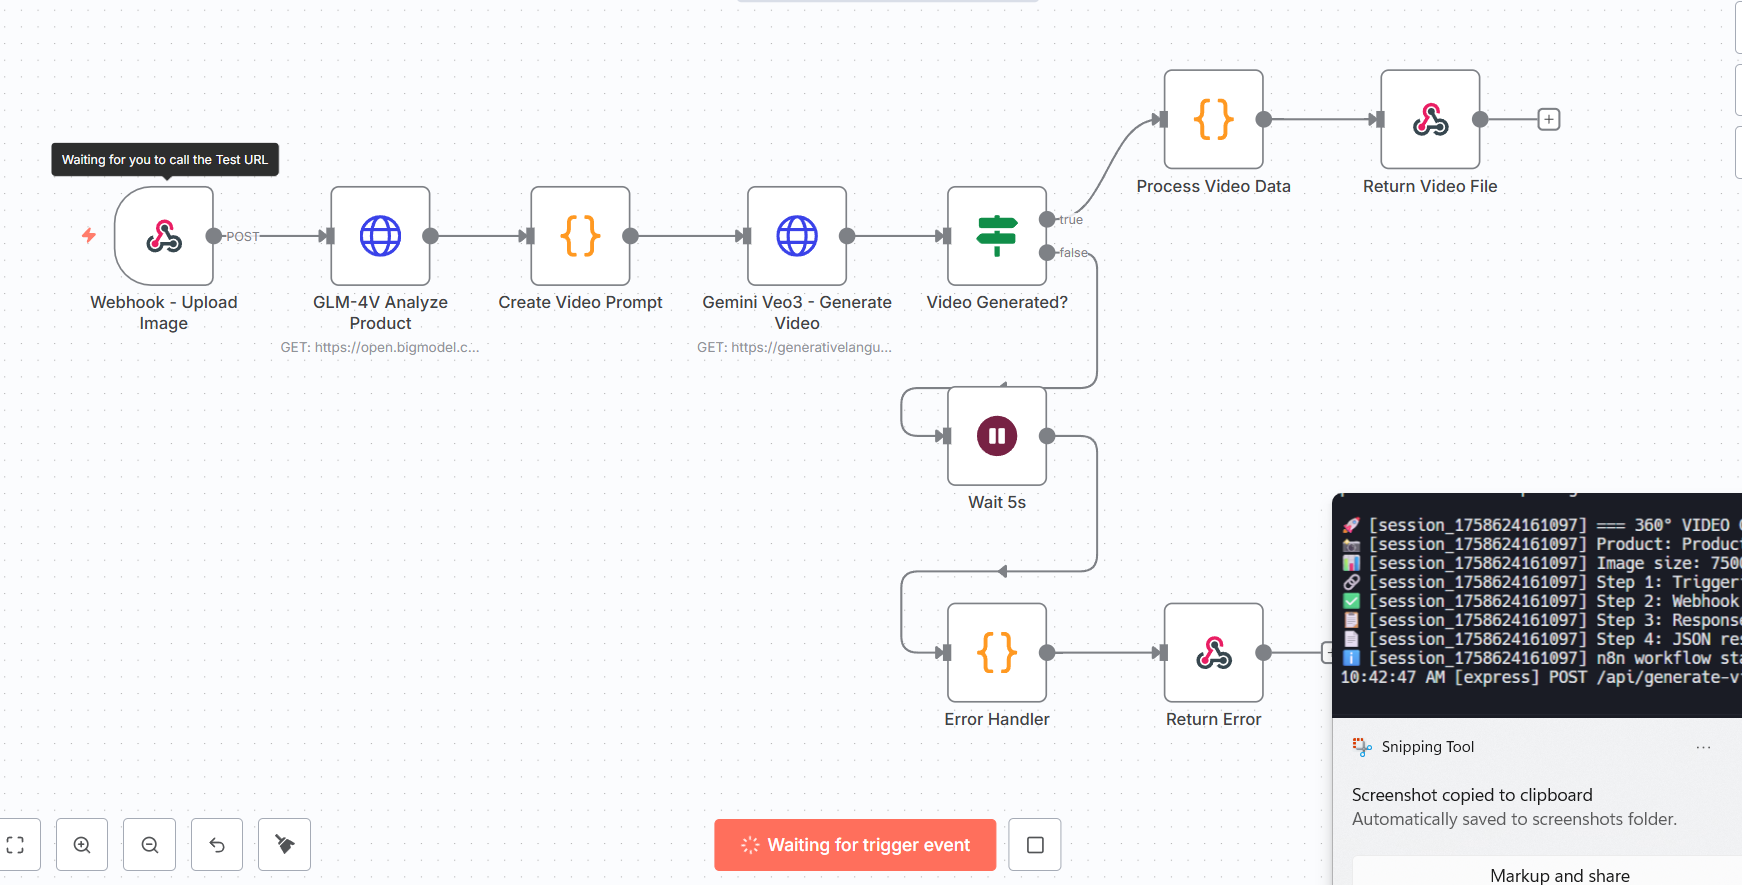 Waiting for you to call the Test URL
POST
Webhook - Upload
Image
GLM-4V Analyze
Product
GET: https://open.bigmodel.c...
Create Video Prompt
Gemini Veo3 - Generate
Video
GET: https://generativelangu...
Video Generated?
true
false
Process Video Data
Return Video File
Wait 5s
Error Handler
Return Error
Waiting for trigger event
[session_1758624161097] === 360° VIDEO
[session_1758624161097] Product: Product
[session_1758624161097] Image size: 7500
[session_1758624161097] Step 1: Trigger
[session_1758624161097] Step 2: Webhook
[session_1758624161097] Step 3: Response
[session_1758624161097] Step 4: JSON res
[session_1758624161097] n8n workflow sta
10:42:47 AM [express] POST /api/generate-v
Snipping Tool
...
Screenshot copied to clipboard
Automatically saved to screenshots folder.
Markup and share